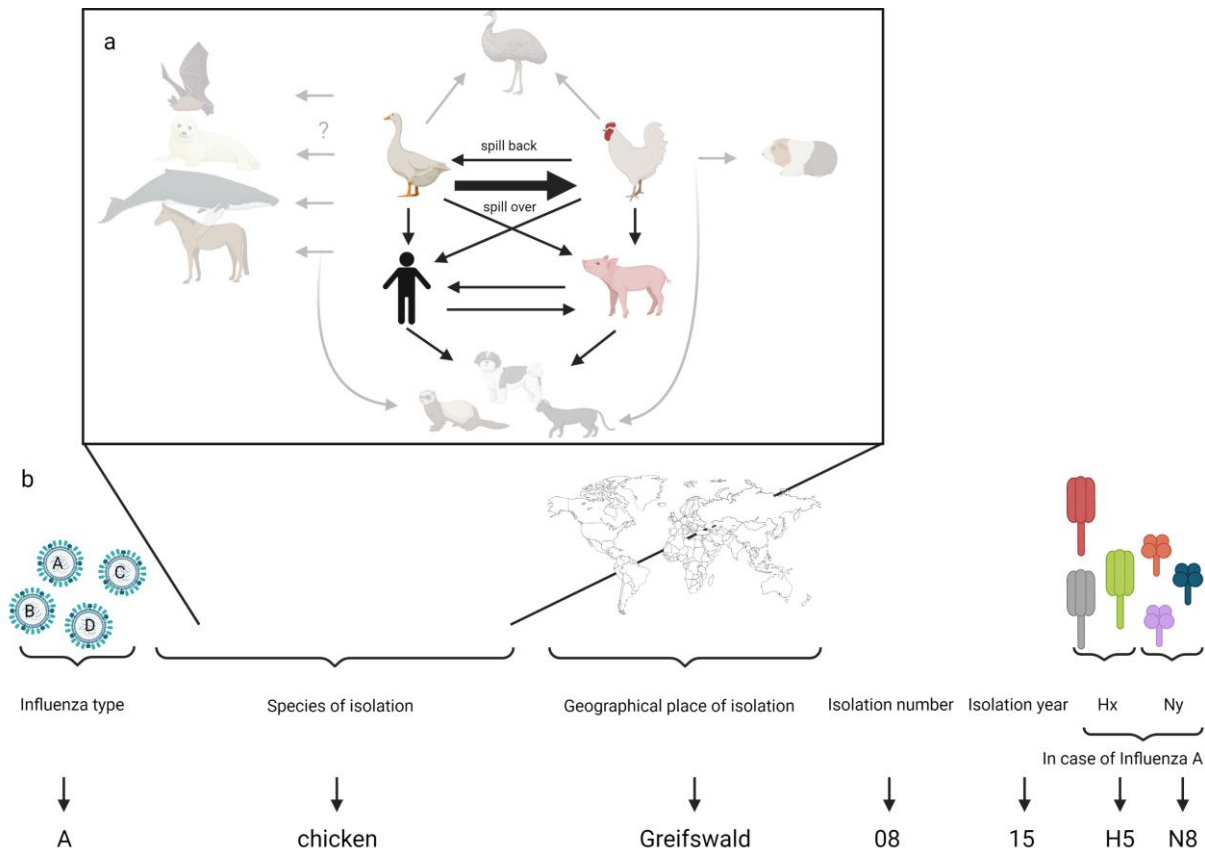 a
?
spill back
spill over
b
A
C
B
D
Influenza type
Species of isolation
Geographical place of isolation
Isolation number
Isolation year
Hx
Ny
In case of Influenza A
A
chicken
Greifswald
08
15
H5
N8